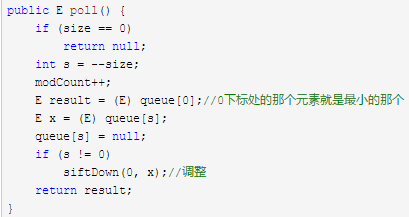 public E poll() {
    if (size == 0)
        return null;
    int s = --size;
    modCount++;
    E result = (E) queue[0];//0下标处的那个元素就是最小的那个
    E x = (E) queue[s];
    queue[s] = null;
    if (s != 0)
        siftDown(0, x);//调整
    return result;
}